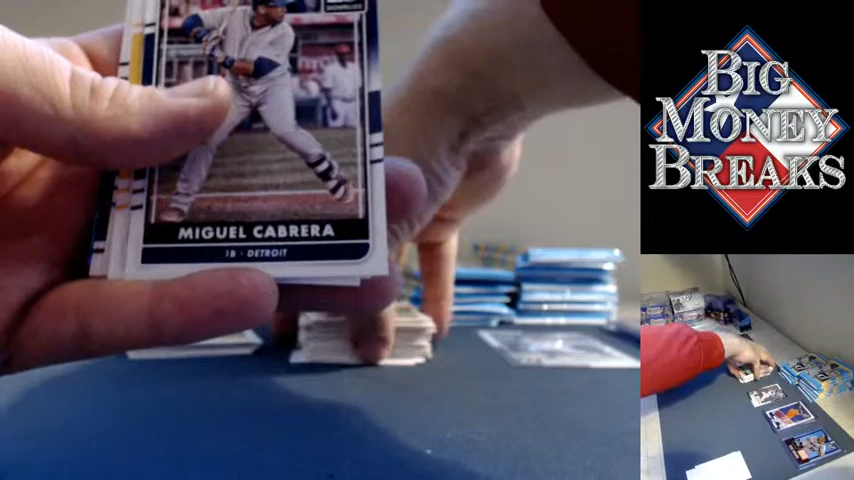 MIGUEL CABRERA
1B · DETROIT
BIG
MONEY
BREAKS